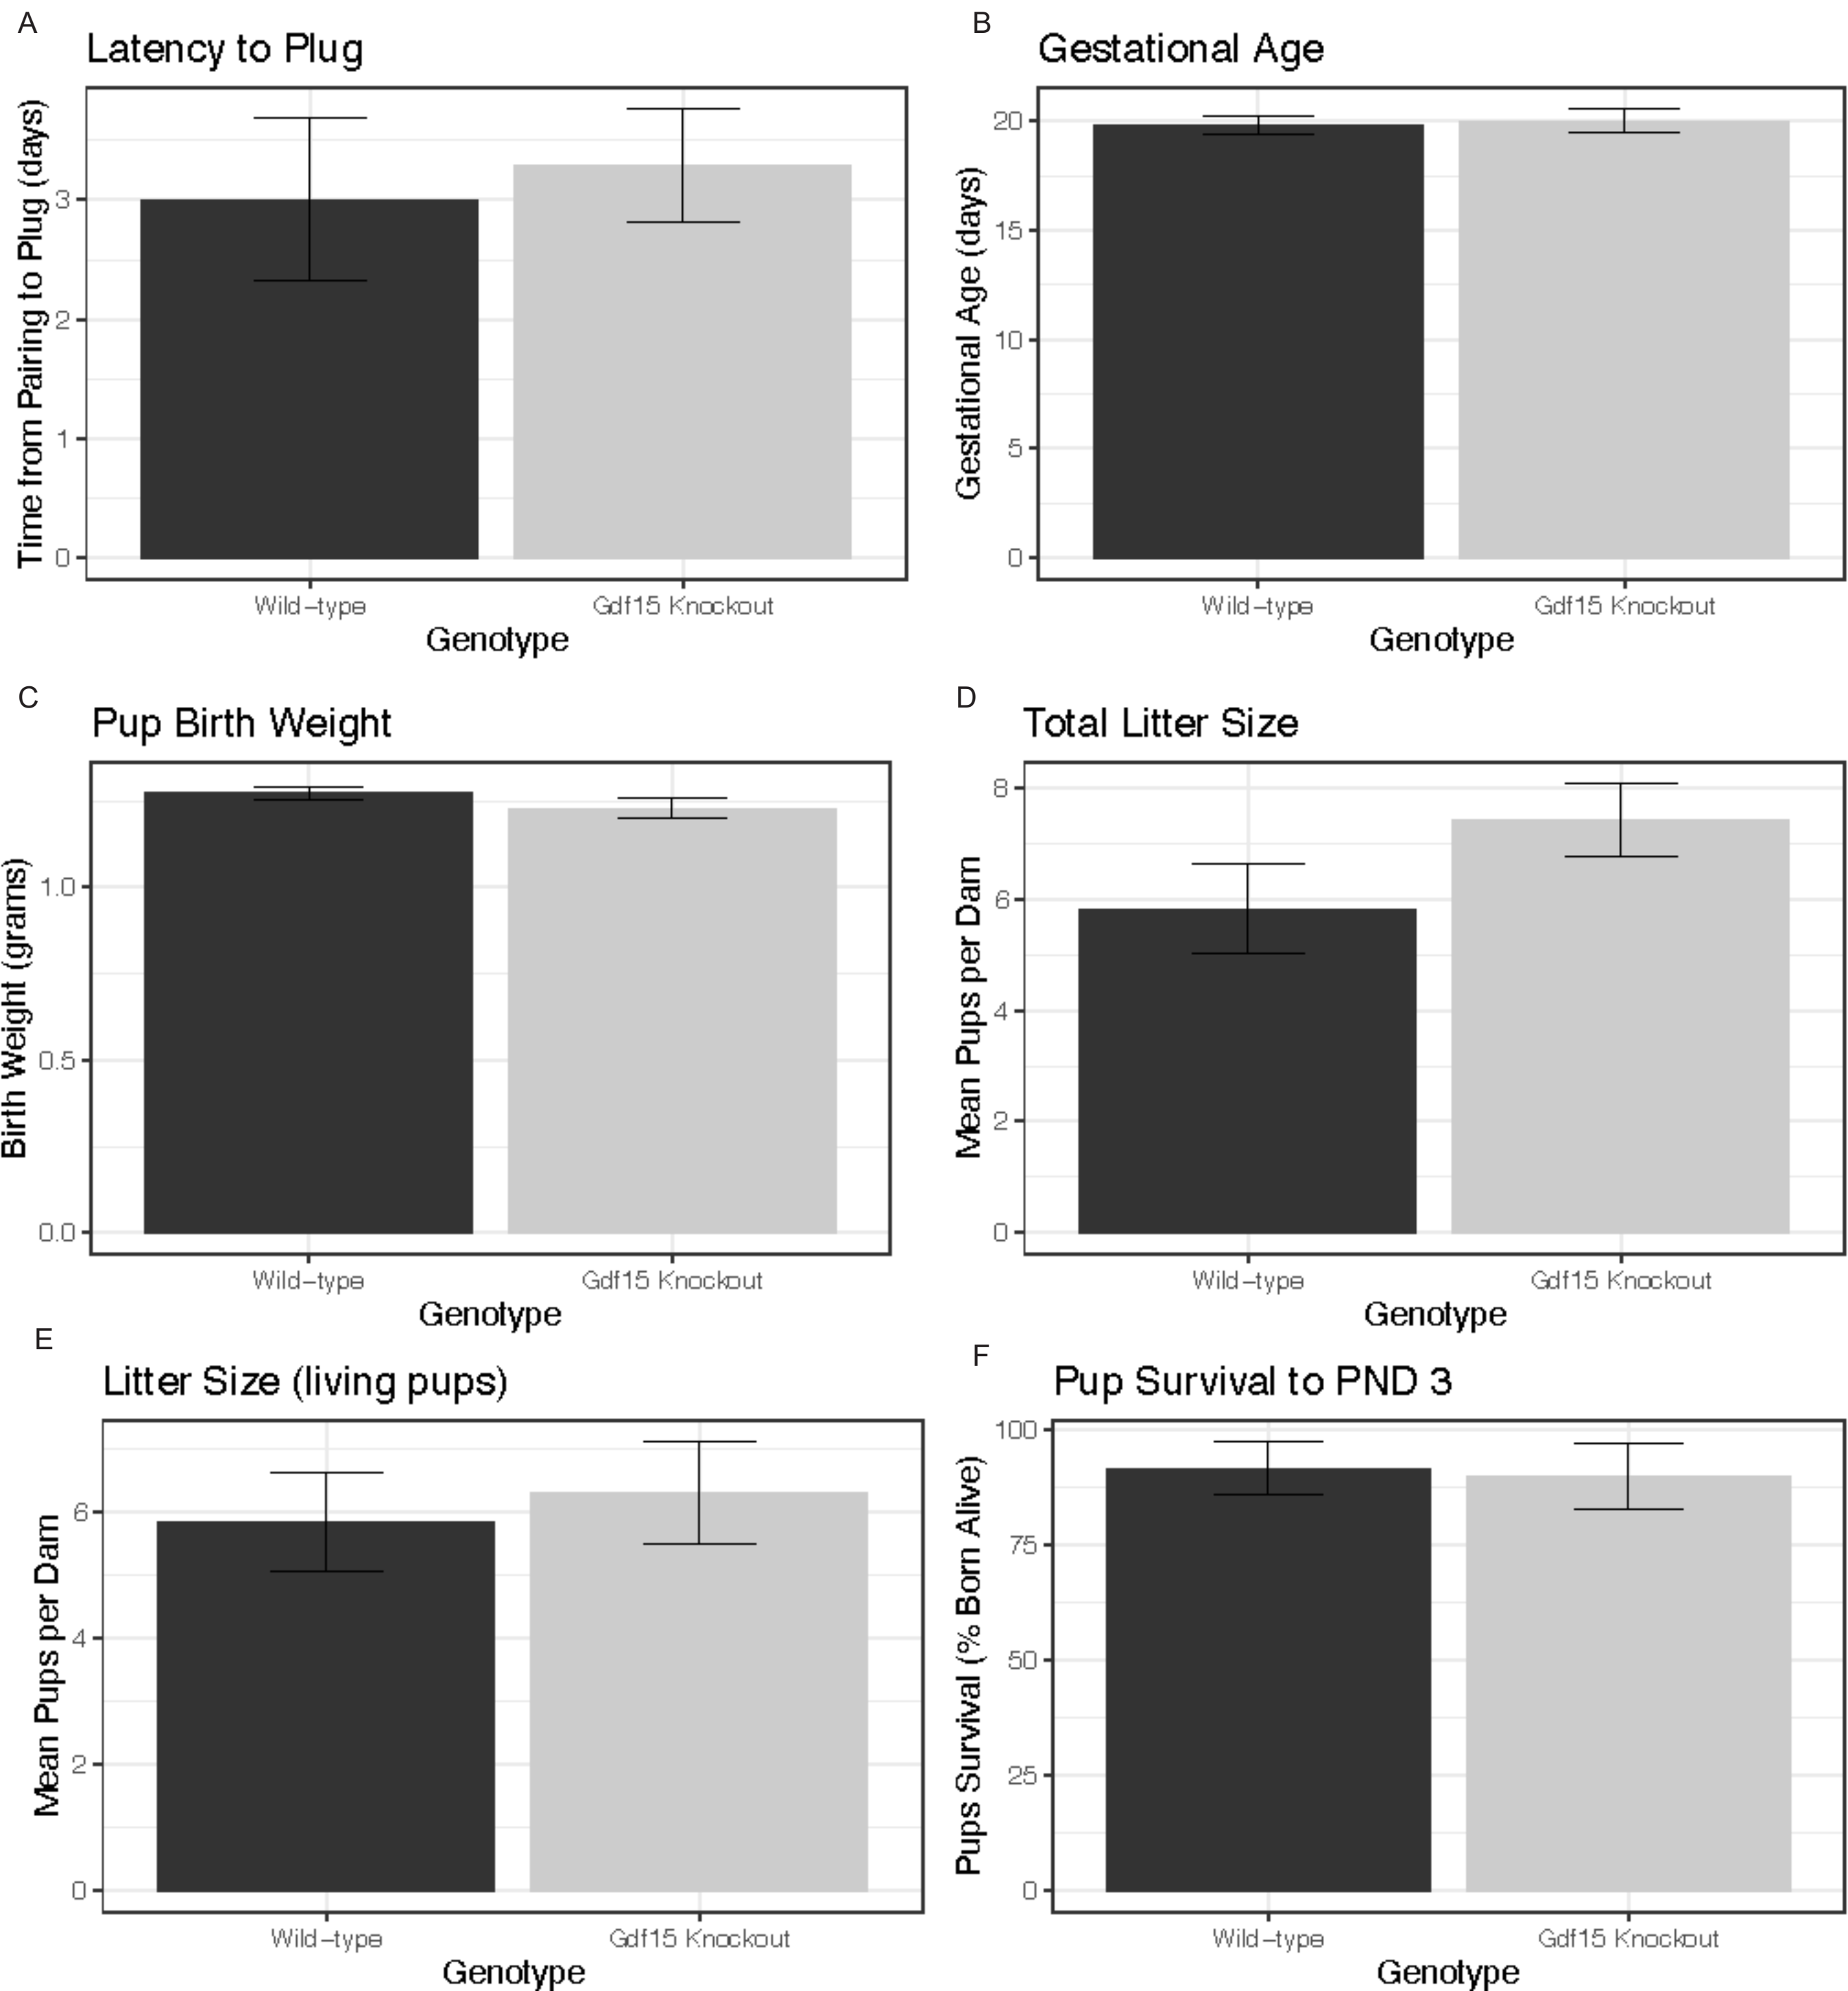 A
Latency to Plug
Time from Pairing to Plug (days)
3
2
1
0
Wild-type
Gdf15 Knockout
Genotype
B
Gestational Age
Gestational Age (days)
20
15
10
5
0
Wild-type
Gdf15 Knockout
Genotype
C
Pup Birth Weight
Birth Weight (grams)
1.0
0.5
0.0
Wild-type
Gdf15 Knockout
Genotype
D
Total Litter Size
Mean Pups per Dam
8
6
4
2
0
Wild-type
Gdf15 Knockout
Genotype
E
Litter Size (living pups)
Mean Pups per Dam
6
4
2
0
Wild-type
Gdf15 Knockout
Genotype
F
Pup Survival to PND 3
Pups Survival (% Born Alive)
100
75
50
25
0
Wild-type
Gdf15 Knockout
Genotype